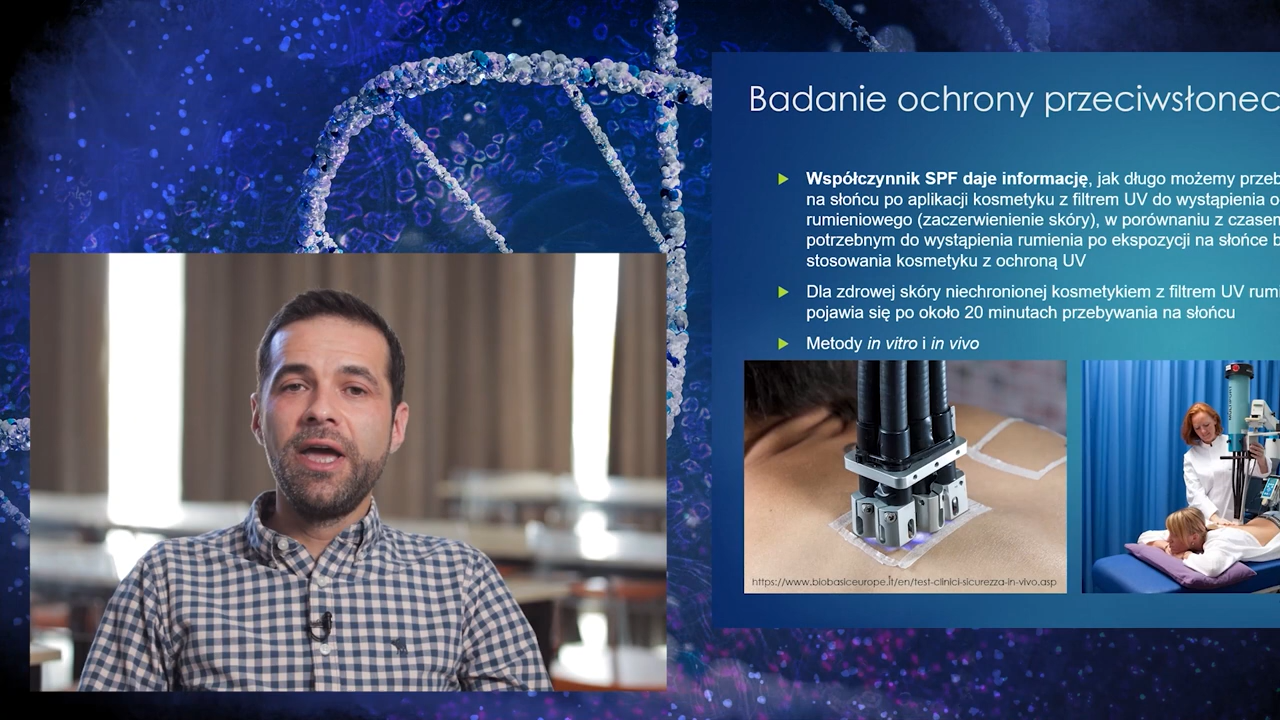 Badanie ochrony przeciwsłonec
Współczynnik SPF daje informację, jak długo możemy przeb
na słońcu po aplikacji kosmetyku z filtrem UV do wystąpienia o
rumieniowego (zaczerwienienie skóry), w porównaniu z czasem
potrzebnym do wystąpienia rumienia po ekspozycji na słońce b
stosowania kosmetyku z ochroną UV
Dla zdrowej skóry niechronionej kosmetykiem z filtrem UV rumi
pojawia się po około 20 minutach przebywania na słońcu
Metody in vitro i in vivo
https://www.biobasiceurope.it/en/test-clinici-sicurezza-in-vivo.asp